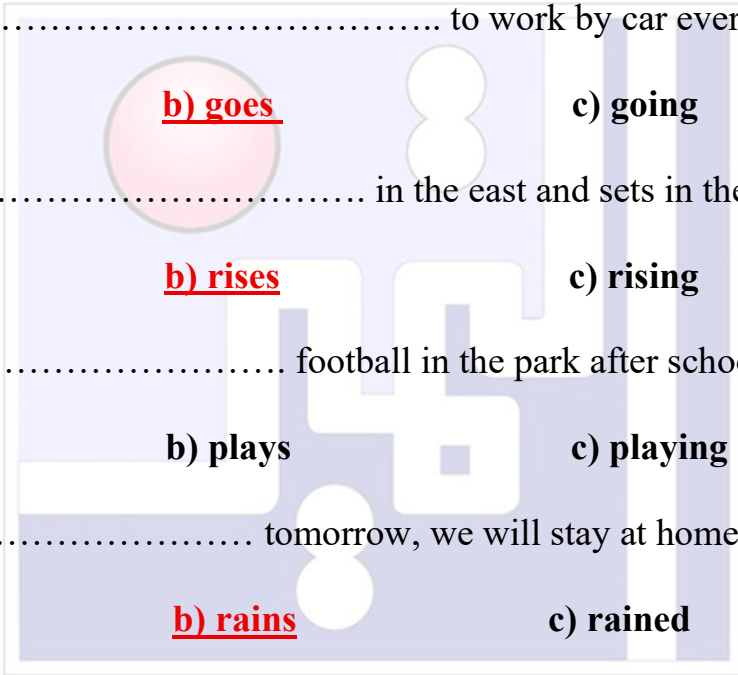 …………………………………….. to work by car ever
b) goes c) going
…………………………. in the east and sets in the
b) rises c) rising
……………………. football in the park after schoo
b) plays c) playing
………………… tomorrow, we will stay at home
b) rains c) rained